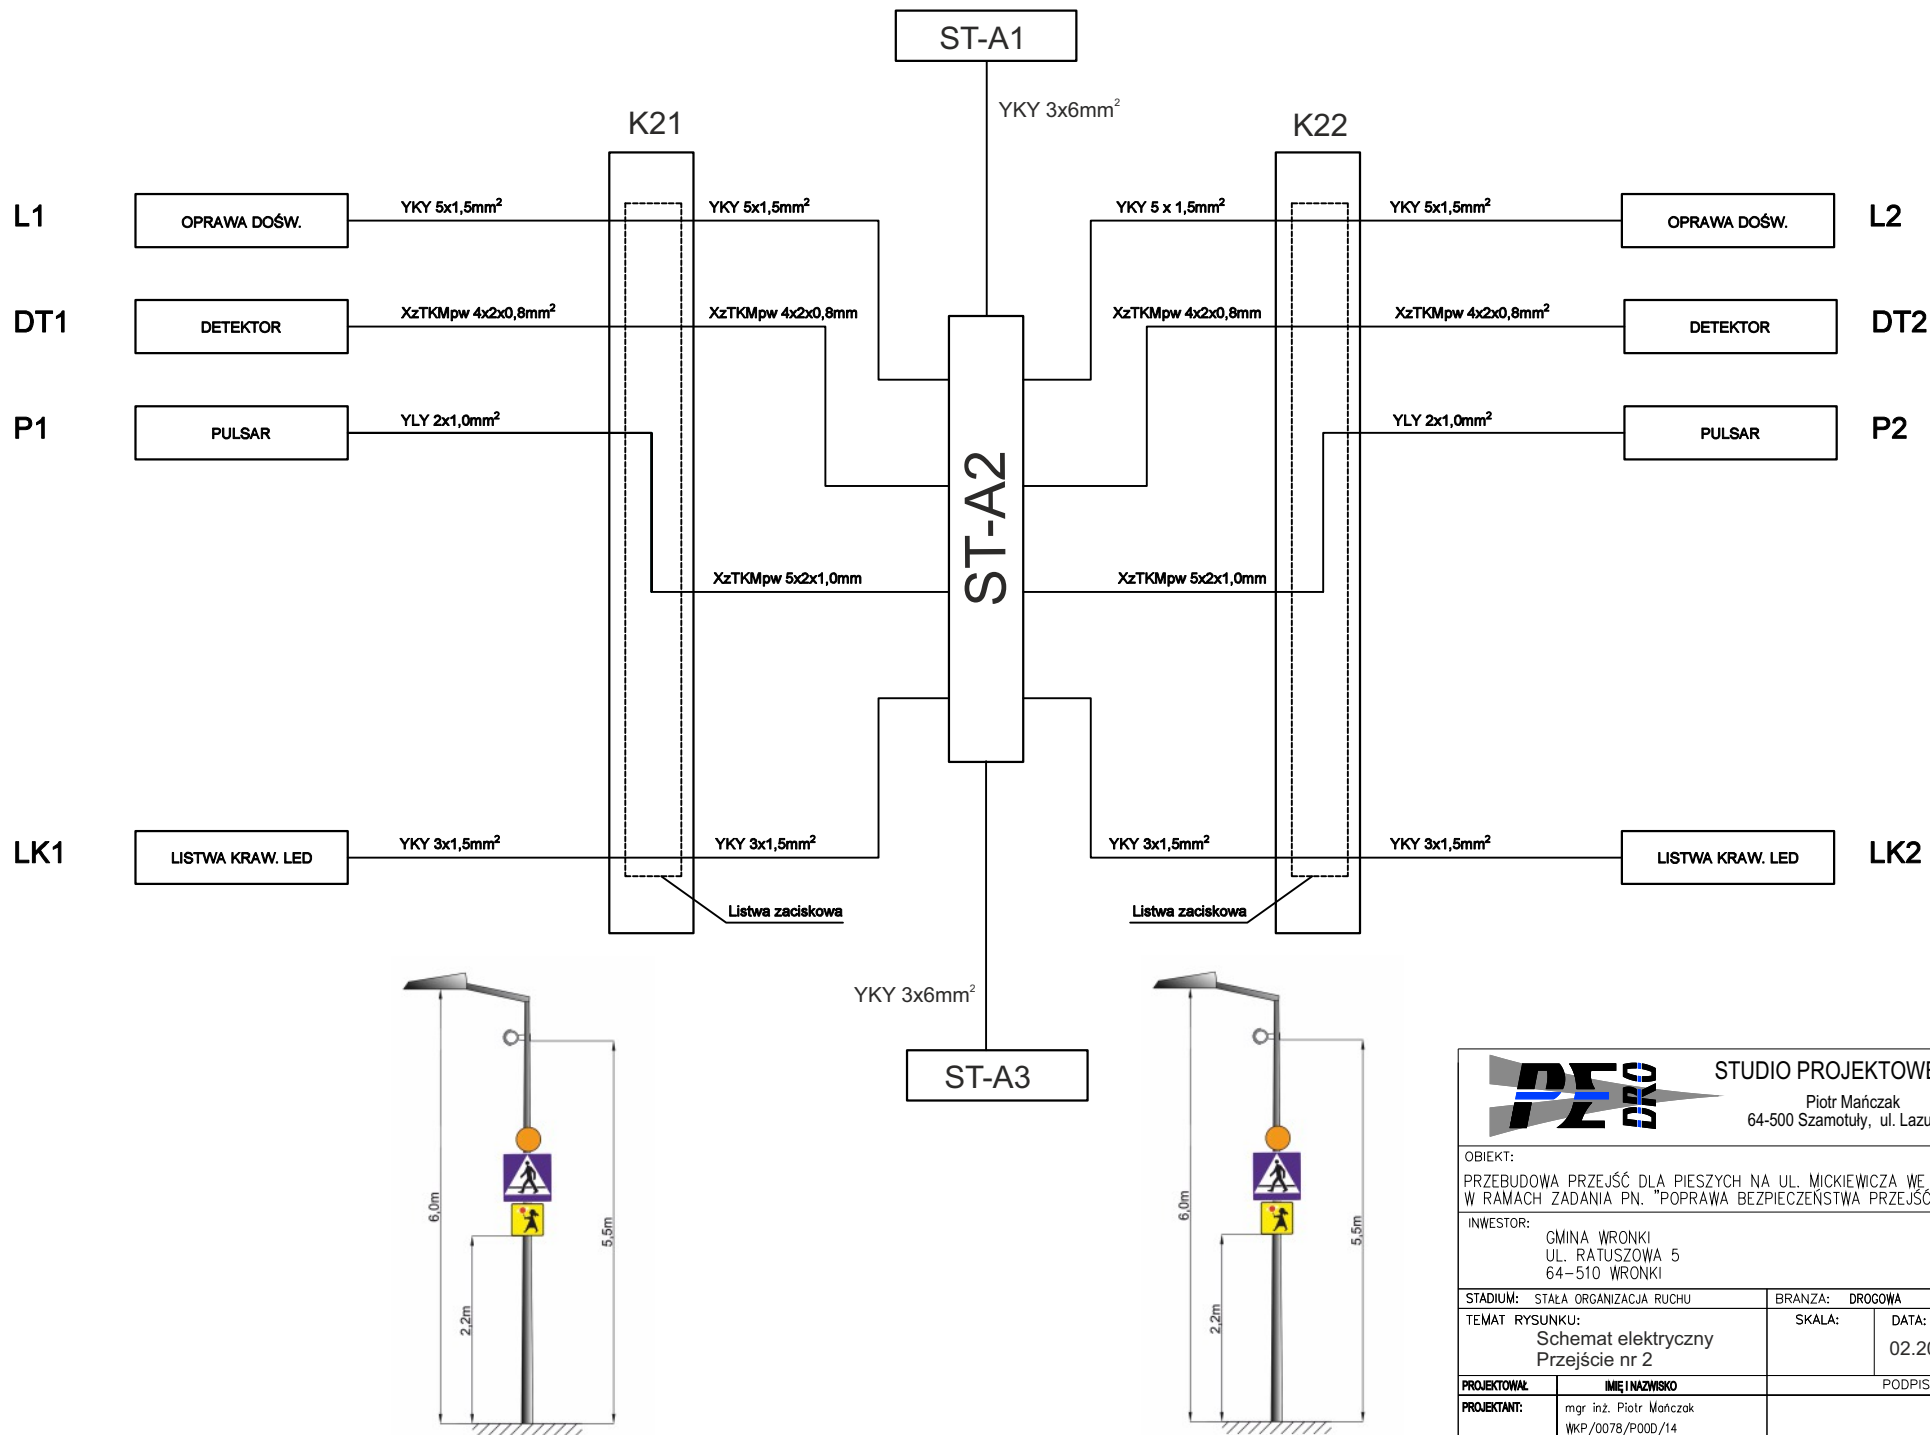 ST-A1
YKY 3x6mm²
K21
K22
L1
OPRAWA DOŚW.
YKY 5x1,5mm²
YKY 5x1,5mm²
YKY 5 x 1,5mm²
YKY 5x1,5mm²
OPRAWA DOŚW.
L2
DT1
DETEKTOR
XzTKMpw 4x2x0,8mm²
XzTKMpw 4x2x0,8mm
XzTKMpw 4x2x0,8mm
XzTKMpw 4x2x0,8mm²
DETEKTOR
DT2
P1
PULSAR
YLY 2x1,0mm²
YLY 2x1,0mm²
PULSAR
P2
ST-A2
XzTKMpw 5x2x1,0mm
XzTKMpw 5x2x1,0mm
LK1
LISTWA KRAW. LED
YKY 3x1,5mm²
YKY 3x1,5mm²
YKY 3x1,5mm²
YKY 3x1,5mm²
LISTWA KRAW. LED
LK2
Listwa zaciskowa
Listwa zaciskowa
YKY 3x6mm²
ST-A3
6,0m
5,5m
2,2m
6,0m
5,5m
2,2m
PE DRO
STUDIO PROJEKTOWE
Piotr Mańczak
64-500 Szamotuły, ul. Lazu
OBIEKT:
PRZEBUDOWA PRZEJŚĆ DLA PIESZYCH NA UL. MICKIEWICZA WE
W RAMACH ZADANIA PN. "POPRAWA BEZPIECZEŃSTWA PRZEJŚĆ
INWESTOR:
GMINA WRONKI
UL. RATUSZOWA 5
64-510 WRONKI
STADIUM: STAŁA ORGANIZACJA RUCHU
BRANZA: DROGOWA
TEMAT RYSUNKU:
Schemat elektryczny
Przejście nr 2
SKALA:
DATA:
02.20
PROJEKTOWAŁ
IMIĘ I NAZWISKO
PODPIS
PROJEKTANT:
mgr inż. Piotr Mańczak
WKP/0078/POOD/14